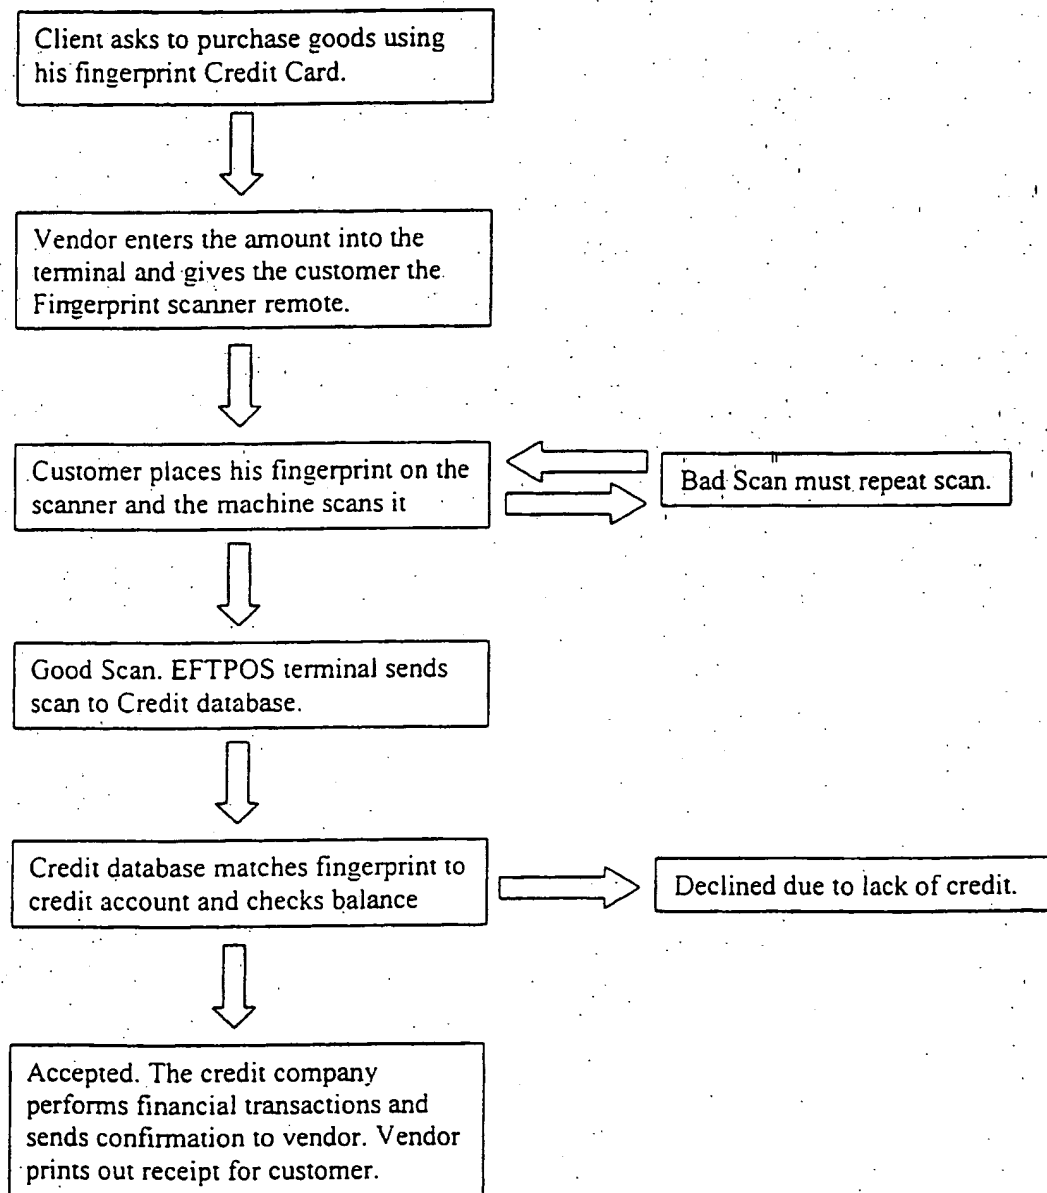 Client asks to purchase goods using
his fingerprint Credit Card.
Vendor enters the amount into the
terminal and gives the customer the
Fingerprint scanner remote.
Customer places his fingerprint on the
scanner and the machine scans it
Bad Scan must repeat scan.
Good Scan. EFTPOS terminal sends
scan to Credit database.
Credit database matches fingerprint to
credit account and checks balance
Declined due to lack of credit.
Accepted. The credit company
performs financial transactions and
sends confirmation to vendor. Vendor
prints out receipt for customer.